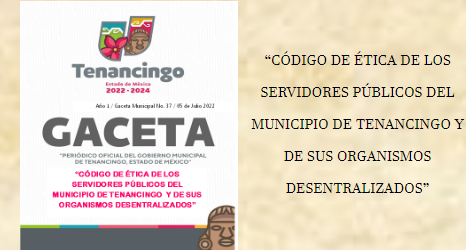 Tenancingo
Estado de México
2022 - 2024
Año 1 / Gaceta Municipal No. 37 / 05 de Julio 2022
GACETA
"PERIÓDICO OFICIAL DEL GOBIERNO MUNICIPAL
DE TENANCINGO, ESTADO DE MÉXICO"
"CÓDIGO DE ÉTICA DE LOS
SERVIDORES PÚBLICOS DEL
MUNICIPIO DE TENANCINGO Y DE SUS
ORGANISMOS DESENTRALIZADOS"
“CÓDIGO DE ÉTICA DE LOS
SERVIDORES PÚBLICOS DEL
MUNICIPIO DE TENANCINGO Y
DE SUS ORGANISMOS
DESENTRALIZADOS”